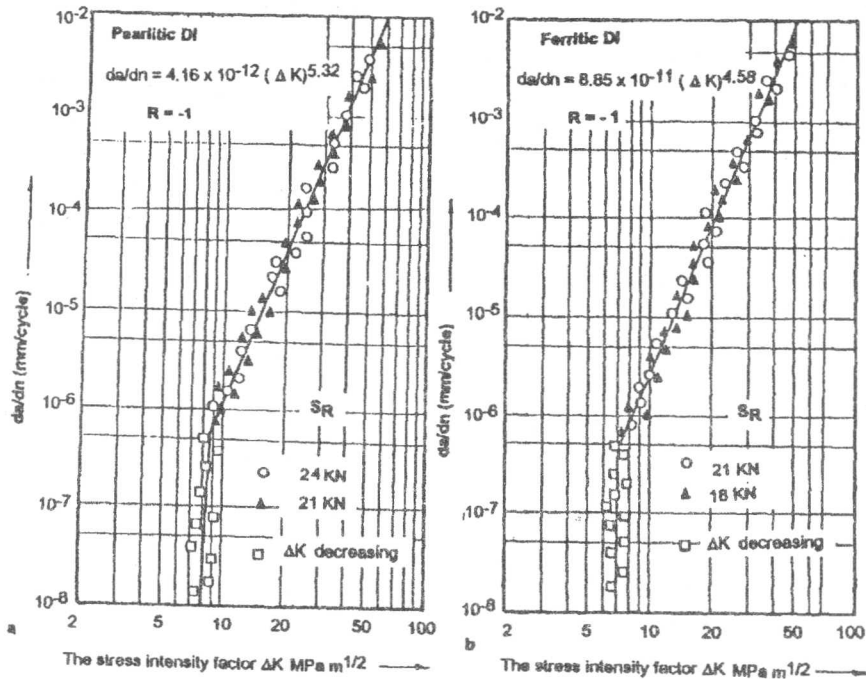 Pearlitic DI
da/dn = 4.16 x 10-12 ( Δ K)5.32
R = -1
10-2
10-3
10-4
10-5
10-6
10-7
10-8
da/dn (mm/cycle)
SR
24 KN
21 KN
ΔK decreasing
2 5 10 20 50 100
a
The stress intensity factor ΔK MPa m1/2
Ferritic DI
da/dn = 8.85 x 10-11 ( Δ K)4.58
R = - 1
10-2
10-3
10-4
10-5
10-6
10-7
10-8
da/dn (mm/cycle)
SR
21 KN
18 KN
ΔK decreasing
2 5 10 20 50 100
b
The stress intensity factor ΔK MPa m1/2